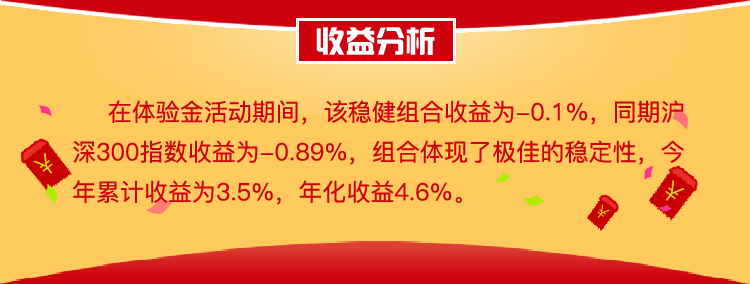 收益分析
在体验金活动期间，该稳健组合收益为-0.1%，同期沪
深300指数收益为-0.89%，组合体现了极佳的稳定性，今
年累计收益为3.5%，年化收益4.6%。